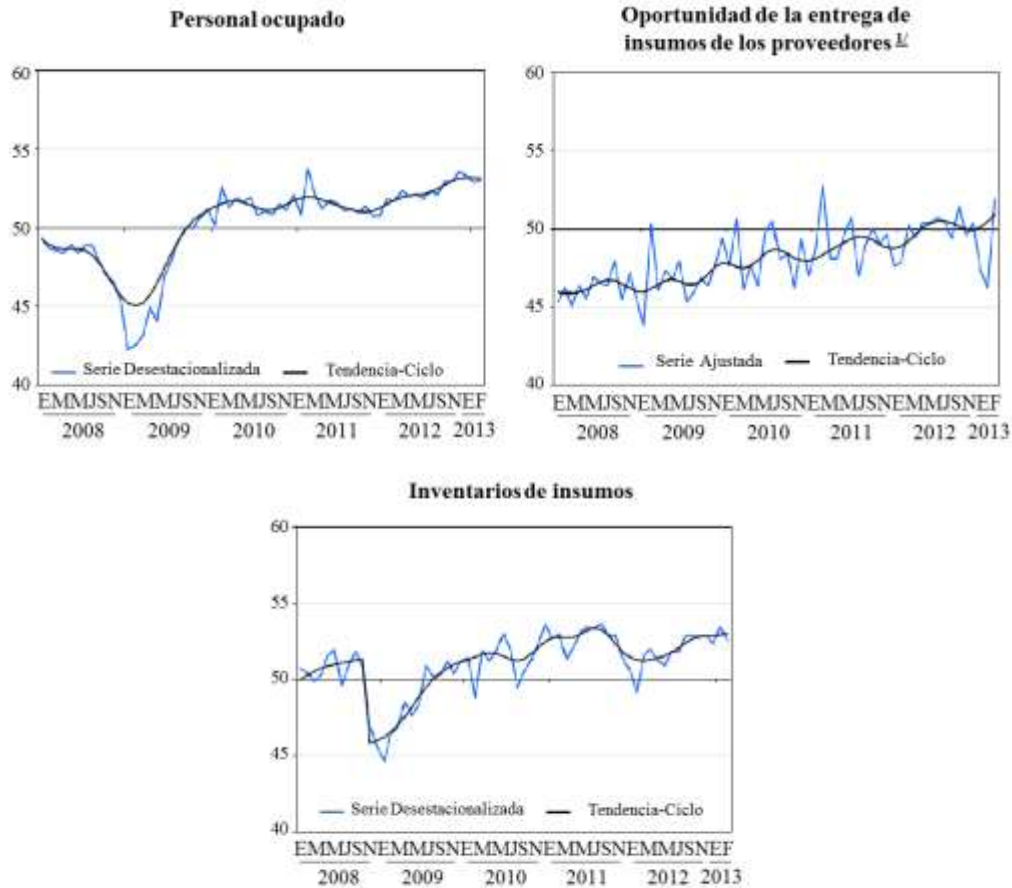 Personal ocupado
60
55
50
45
40
Serie Desestacionalizada
Tendencia-Ciclo
EMMJSNEMMJSNEMMJSNEMMJSNEMMJSNEF
2008 2009 2010 2011 2012 2013
Oportunidad de la entrega de
insumos de los proveedores 1/
60
55
50
45
40
Serie Ajustada
Tendencia-Ciclo
EMMJSNEMMJSNEMMJSNEMMJSNEMMJSNEF
2008 2009 2010 2011 2012 2013
Inventarios de insumos
60
55
50
45
40
Serie Desestacionalizada
Tendencia-Ciclo
EMMJSNEMMJSNEMMJSNEMMJSNEMMJSNEF
2008 2009 2010 2011 2012 2013